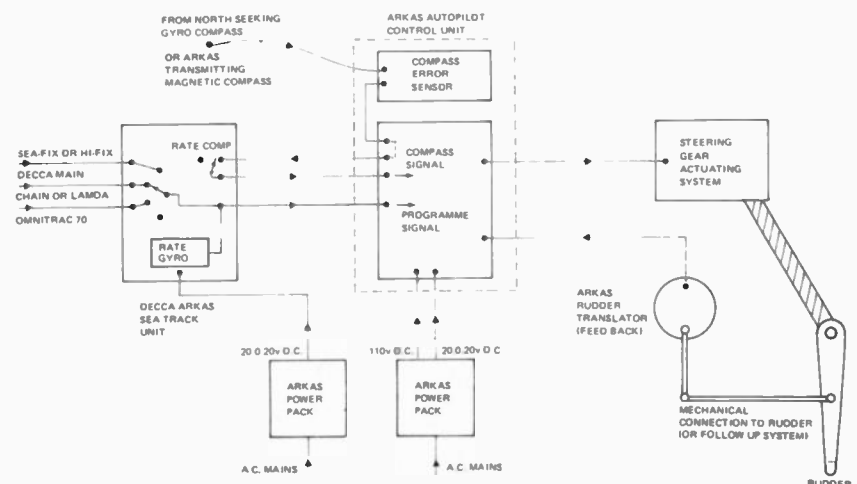 FROM NORTH SEEKING
GYRO COMPASS
OR ARKAS
TRANSMITTING
MAGNETIC COMPASS
ARKAS AUTOPILOT
CONTROL UNIT
COMPASS
ERROR
SENSOR
RATE COMP
SEA-FIX OR HI-FIX
DECCA MAIN
CHAIN OR LAMDA
OMNITRAC 70
RATE
GYRO
DECCA ARKAS
SEA TRACK
UNIT
COMPASS
SIGNAL
PROGRAMME
SIGNAL
STEERING
GEAR
ACTUATING
SYSTEM
ARKAS
RUDDER
TRANSLATOR
(FEED BACK)
20.0.20v D.C.
110v D.C.
20.0.20v D.C
ARKAS
POWER
PACK
ARKAS
POWER
PACK
A.C. MAINS
A.C. MAINS
MECHANICAL
CONNECTION TO RUDDER
(OR FOLLOW UP SYSTEM)
RUDDER